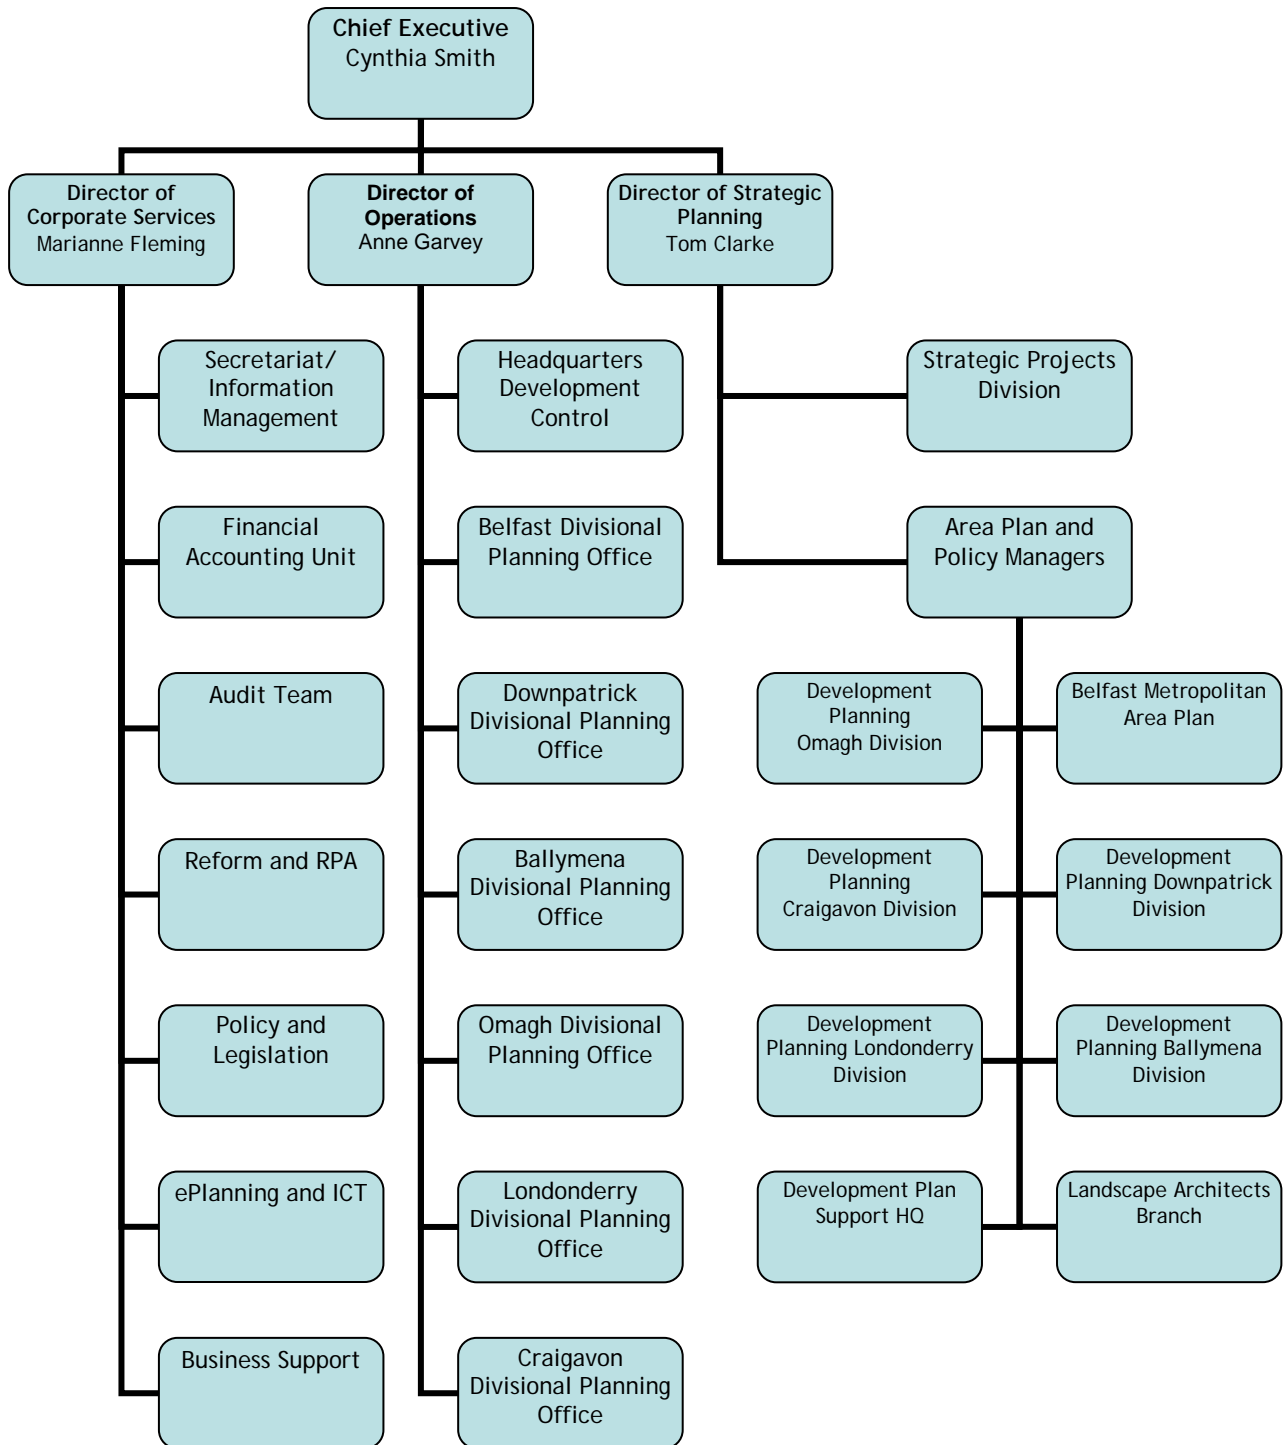 Chief Executive
Cynthia Smith
Director of
Corporate Services
Marianne Fleming
Director of
Operations
Anne Garvey
Director of Strategic
Planning
Tom Clarke
Secretariat/
Information
Management
Headquarters
Development
Control
Strategic Projects
Division
Financial
Accounting Unit
Belfast Divisional
Planning Office
Area Plan and
Policy Managers
Audit Team
Downpatrick
Divisional Planning
Office
Development
Planning
Omagh Division
Belfast Metropolitan
Area Plan
Reform and RPA
Ballymena
Divisional Planning
Office
Development
Planning
Craigavon Division
Development
Planning Downpatrick
Division
Policy and
Legislation
Omagh Divisional
Planning Office
Development
Planning Londonderry
Division
Development
Planning Ballymena
Division
ePlanning and ICT
Londonderry
Divisional Planning
Office
Development Plan
Support HQ
Landscape Architects
Branch
Business Support
Craigavon
Divisional Planning
Office